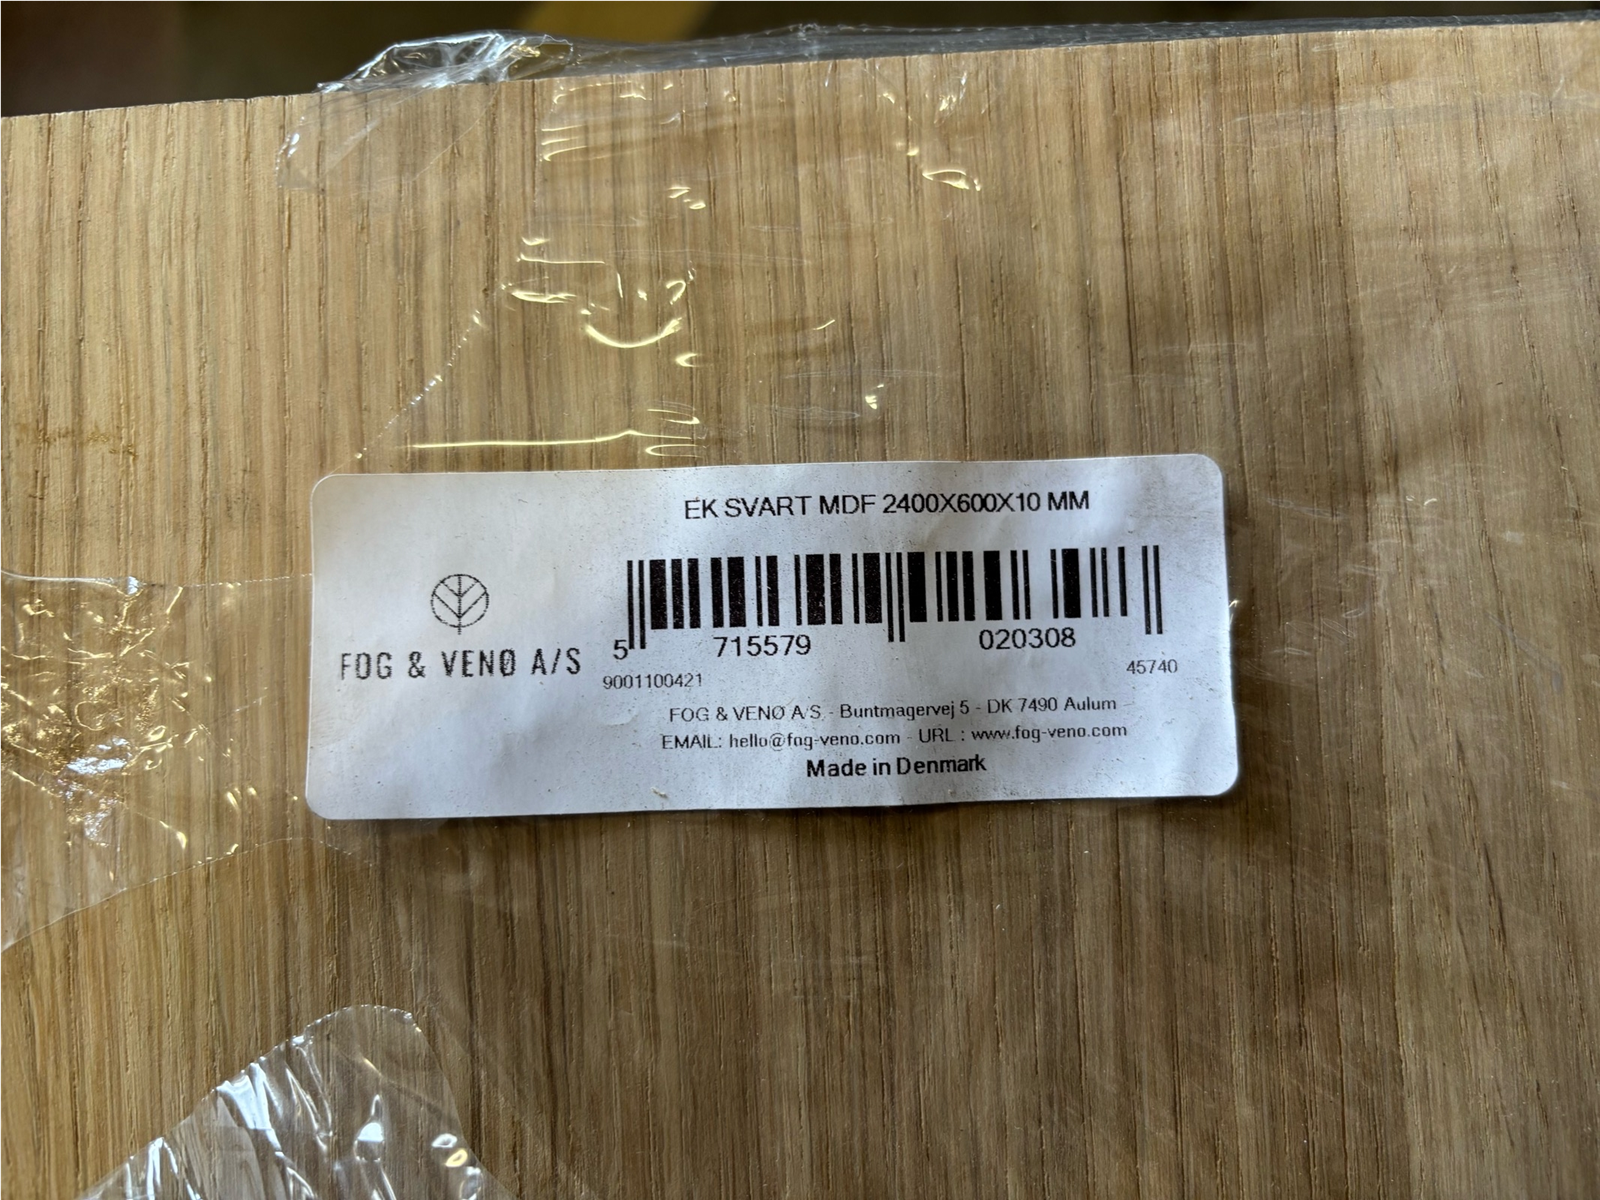 EK SVART MDF 2400X600X10 MM
FOG & VENØ A/S
5 715579 020308
9001100421 45740
FOG & VENØ A/S - Buntmagervej 5 - DK 7490 Aulum
EMAIL: hello@fog-veno.com - URL : www.fog-veno.com
Made in Denmark